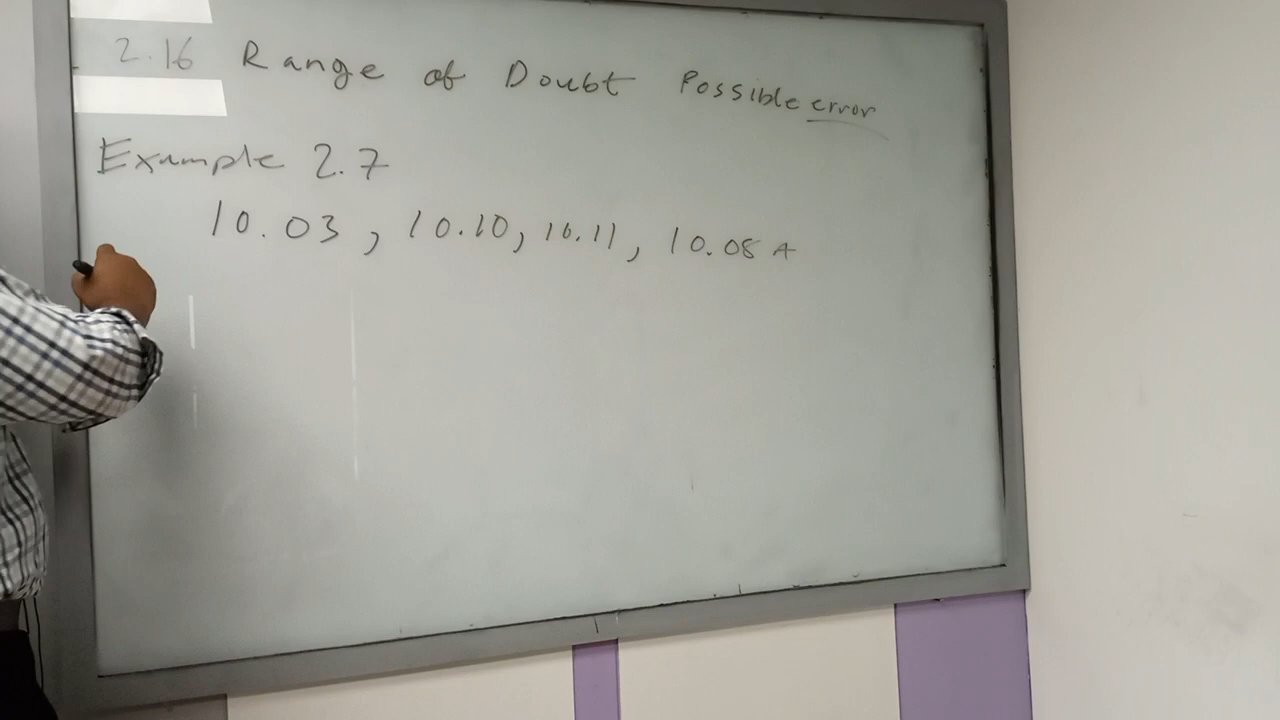 2.16 Range of Doubt Possible error
Example 2.7
10.03, 10.10, 10.11, 10.08 A